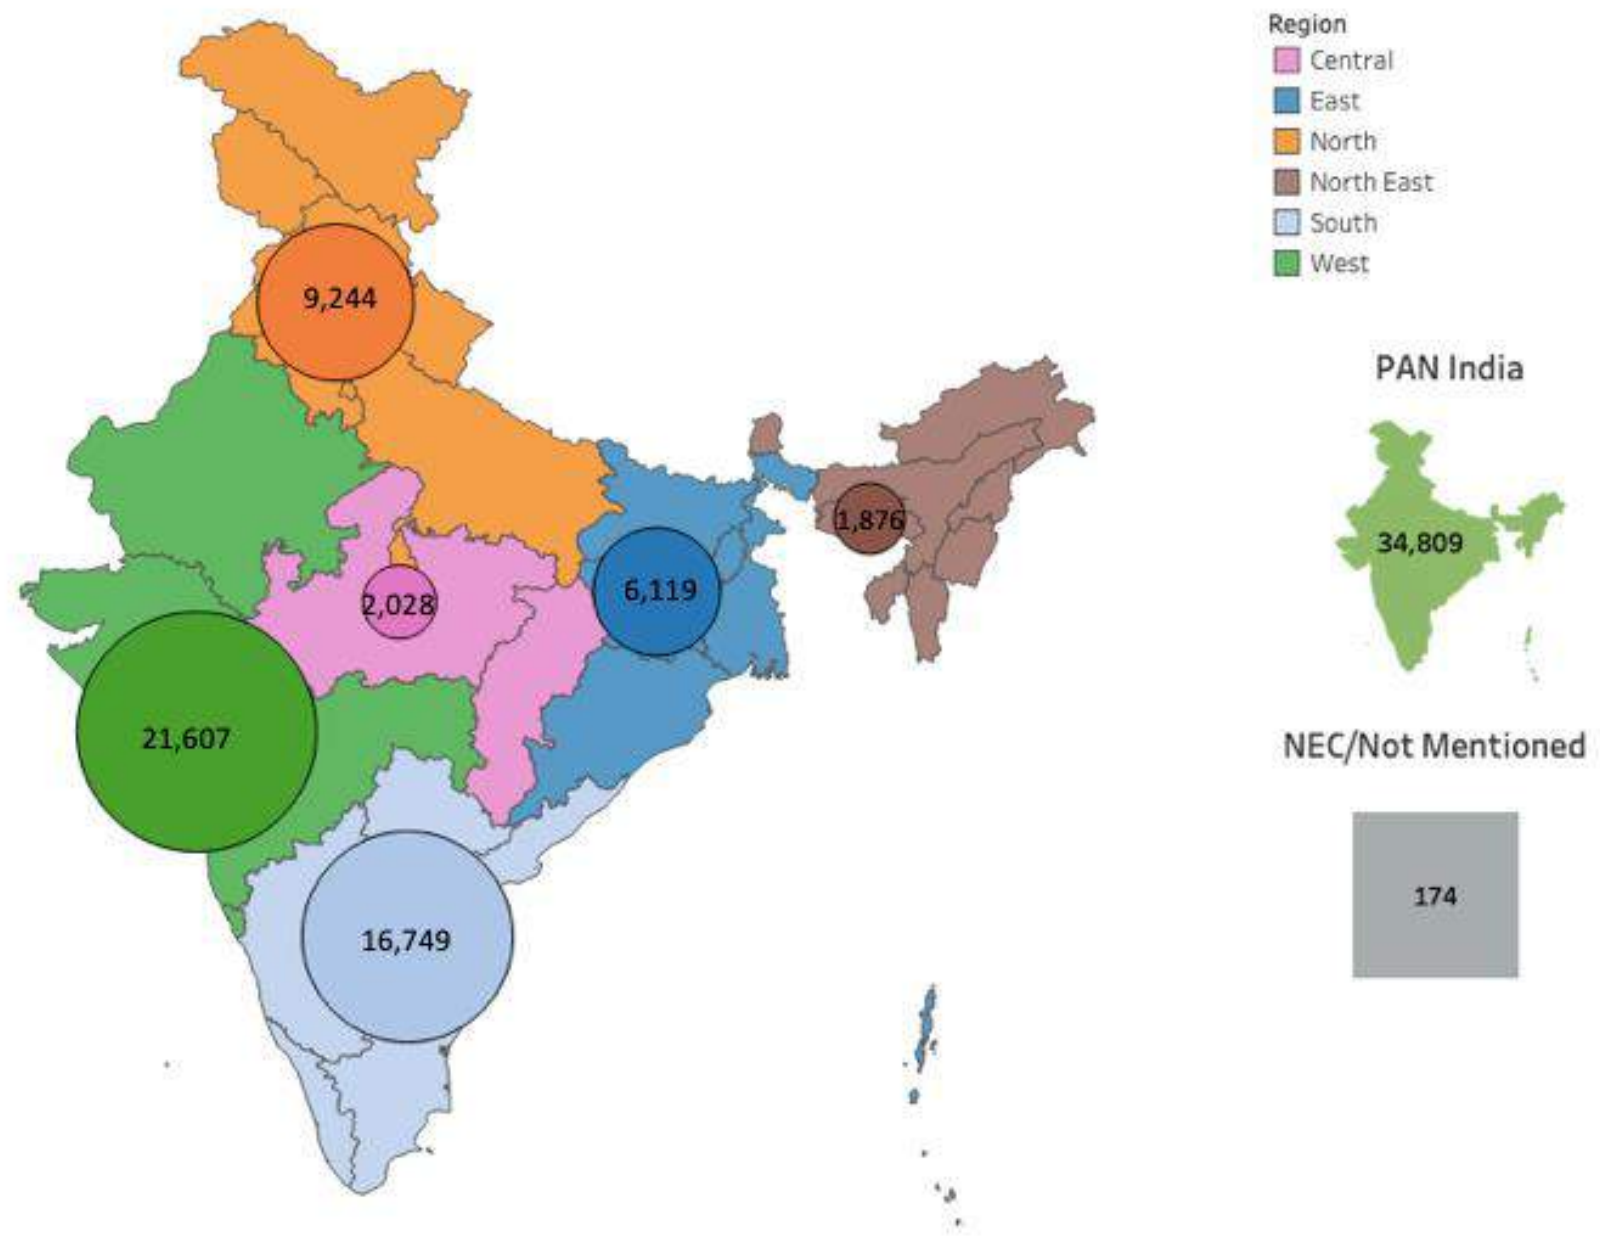 Region
Central
East
North
North East
South
West
9,244
PAN India
1,876
34,809
2,028
6,119
21,607
NEC/Not Mentioned
174
16,749